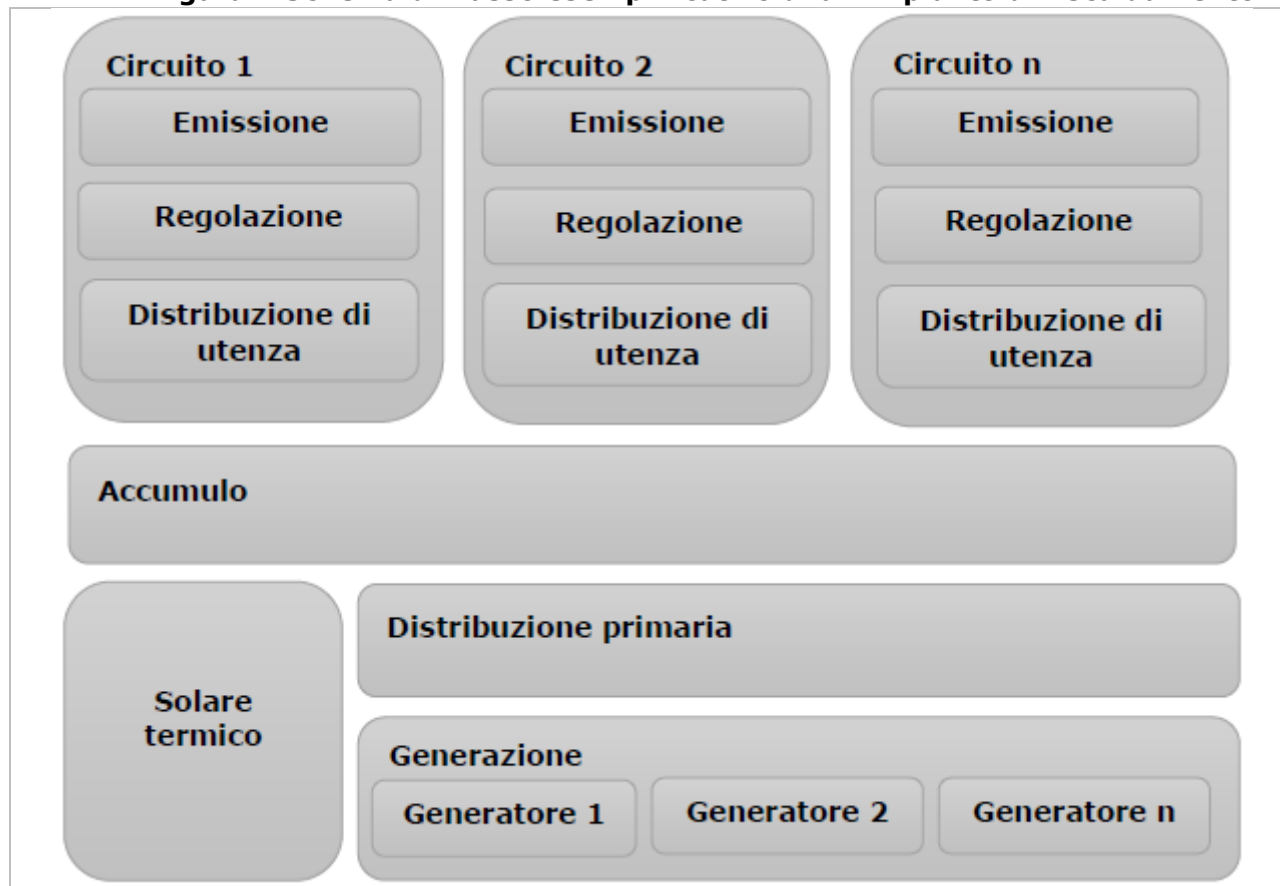 Circuito 1
Emissione
Regolazione
Distribuzione di
utenza
Circuito 2
Emissione
Regolazione
Distribuzione di
utenza
Circuito n
Emissione
Regolazione
Distribuzione di
utenza
Accumulo
Solare
termico
Distribuzione primaria
Generazione
Generatore 1
Generatore 2
Generatore n